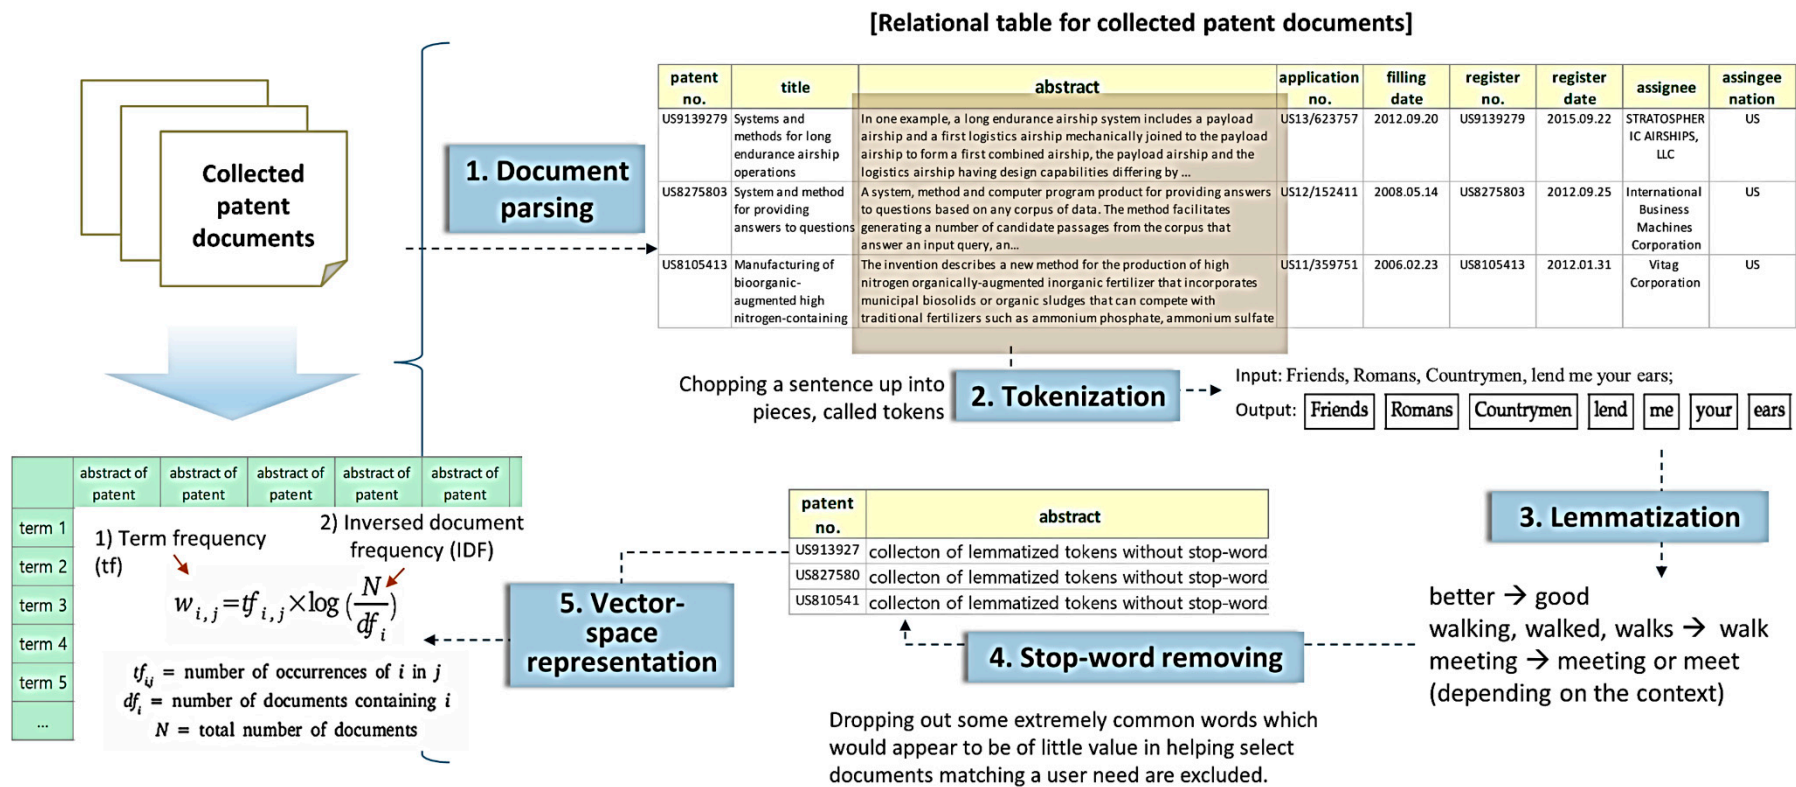 [Relational table for collected patent documents]
Collected
patent
documents
1. Document
parsing
patent no. title abstract application no. filling date register no. register date assignee assingee nation
US9139279 Systems and methods for long endurance airship operations
In one example, a long endurance airship system includes a payload
airship and a first logistics airship mechanically joined to the payload
airship to form a first combined airship, the payload airship and the
logistics airship having design capabilities differing by ...
US13/623757 2012.09.20 US9139279 2015.09.22 STRATOSPHER IC AIRSHIPS, LLC US
US8275803 System and method for providing answers to questions
A system, method and computer program product for providing answers
to questions based on any corpus of data. The method facilitates
generating a number of candidate passages from the corpus that
answer an input query, an...
US12/152411 2008.05.14 US8275803 2012.09.25 International Business Machines Corporation US
US8105413 Manufacturing of bioorganic- augmented high nitrogen-containing
The invention describes a new method for the production of high
nitrogen organically-augmented inorganic fertilizer that incorporates
municipal biosolids or organic sludges that can compete with
traditional fertilizers such as ammonium phosphate, ammonium sulfate
US11/359751 2006.02.23 US8105413 2012.01.31 Vitag Corporation US
Chopping a sentence up into
pieces, called tokens
2. Tokenization
Input: Friends, Romans, Countrymen, lend me your ears;
Output: Friends Romans Countrymen lend me your ears
3. Lemmatization
better → good
walking, walked, walks → walk
meeting → meeting or meet
(depending on the context)
4. Stop-word removing
Dropping out some extremely common words which
would appear to be of little value in helping select
documents matching a user need are excluded.
patent no. abstract
US913927 collecton of lemmatized tokens without stop-word
US827580 collecton of lemmatized tokens without stop-word
US810541 collecton of lemmatized tokens without stop-word
5. Vector-
space
representation
abstract of patent abstract of patent abstract of patent abstract of patent abstract of patent
term 1
term 2
term 3
term 4
term 5
...
1) Term frequency
(tf)
2) Inversed document
frequency (IDF)
w i,j = tf i,j × log (N / df i)
tf i,j = number of occurrences of i in j
df i = number of documents containing i
N = total number of documents